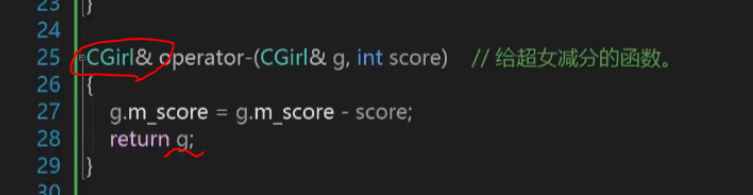 23 }
24
25 CGirl& operator-(CGirl& g, int score) // 给超女减分的函数。
26 {
27 g.m_score = g.m_score - score;
28 return g;
29 }
30